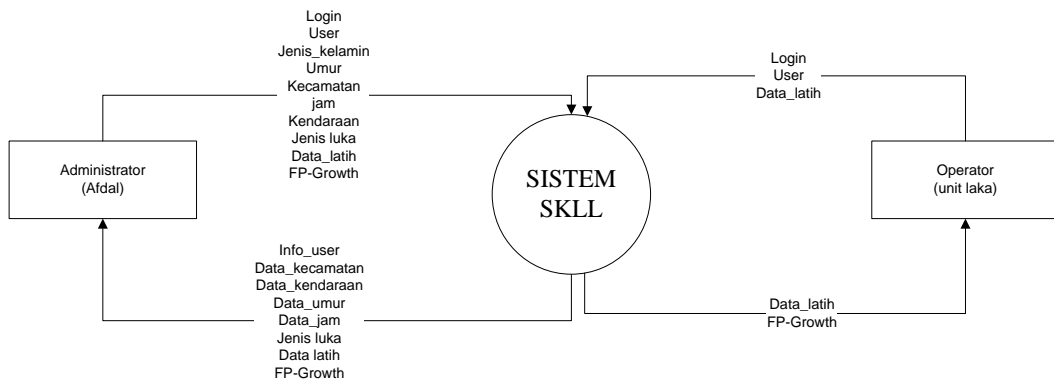 Login
User
Jenis_kelamin
Umur
Kecamatan
jam
Kendaraan
Jenis luka
Data_latih
FP-Growth
Login
User
Data_latih
Administrator
(Afdal)
SISTEM
SKLL
Operator
(unit laka)
Info_user
Data_kecamatan
Data_kendaraan
Data_umur
Data_jam
Jenis luka
Data latih
FP-Growth
Data_latih
FP-Growth